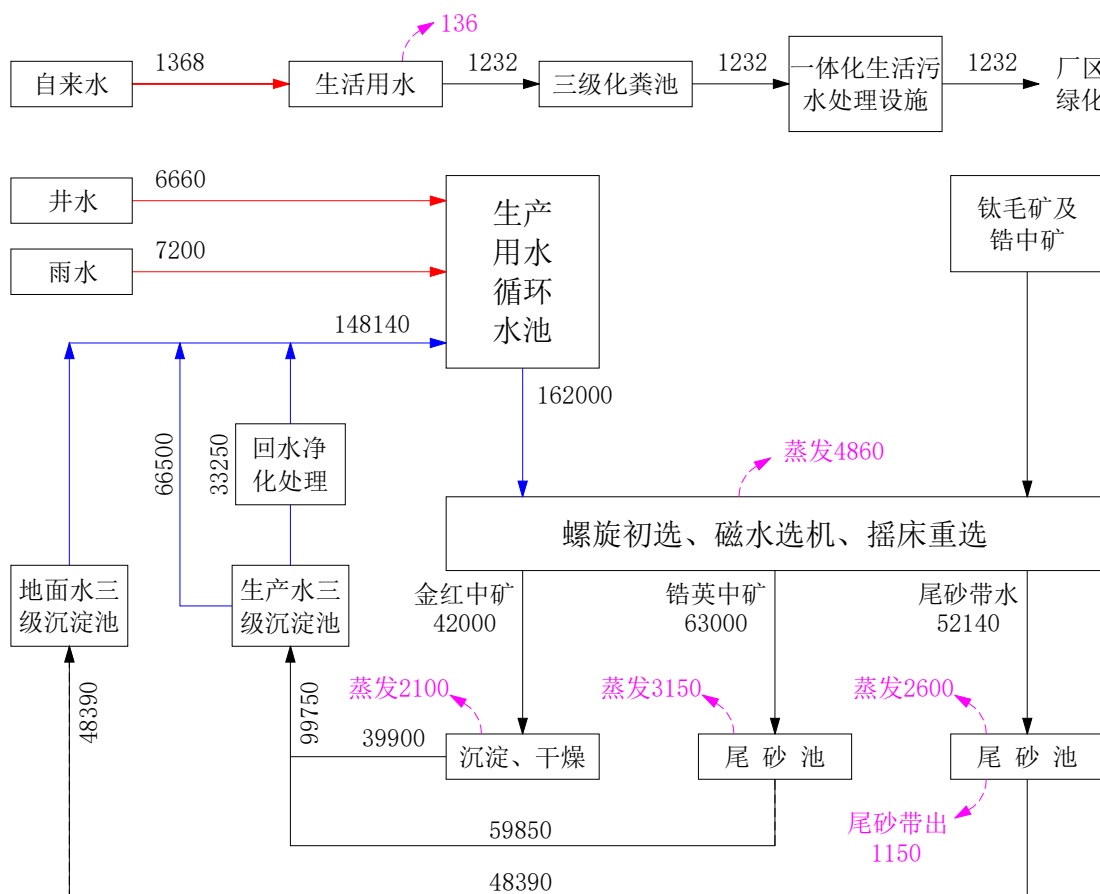 136
自来水
1368
生活用水
1232
三级化粪池
1232
一体化生活污
水处理设施
1232
厂区
绿化
井水
6660
雨水
7200
生产
用水
循环
水池
钛毛矿及
锆中矿
148140
162000
66500
33250
回水净
化处理
蒸发4860
螺旋初选、磁水选机、摇床重选
地面水三
级沉淀池
生产水三
级沉淀池
金红中矿
42000
锆英中矿
63000
尾砂带水
52140
48390
99750
蒸发2100
蒸发3150
蒸发2600
39900
沉淀、干燥
尾 砂 池
尾 砂 池
59850
尾砂带出
1150
48390